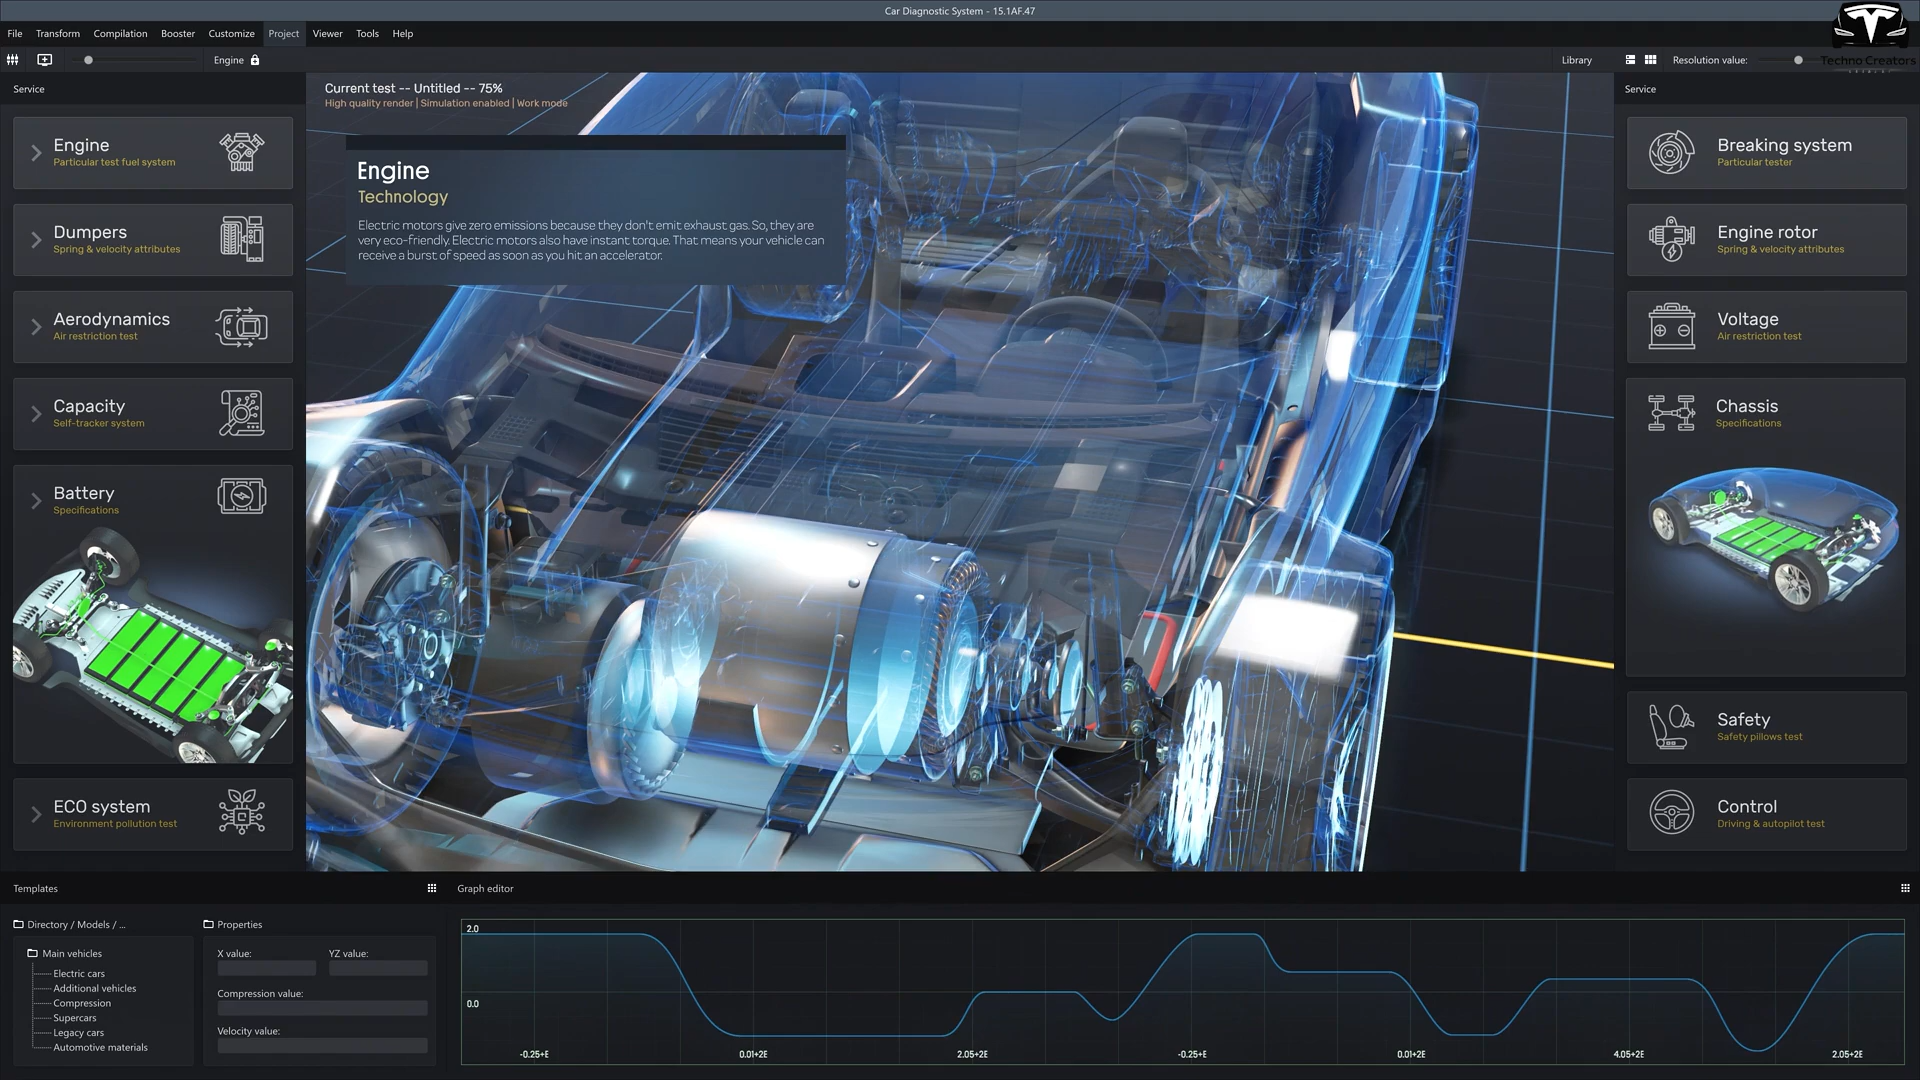 Car Diagnostic System - 15.1AF.47
File Transform Compilation Booster Customize Project Viewer Tools Help
Engine
Library
Resolution value:
Techno Creators
Service
Engine
Particular test fuel system
Dumpers
Spring & velocity attributes
Aerodynamics
Air restriction test
Capacity
Self-tracker system
Battery
Specifications
ECO system
Environment pollution test
Current test -- Untitled -- 75%
High quality render | Simulation enabled | Work mode
Engine
Technology
Electric motors give zero emissions because they don't emit exhaust gas. So, they are
very eco-friendly. Electric motors also have instant torque. That means your vehicle can
receive a burst of speed as soon as you hit an accelerator.
Service
Breaking system
Particular tester
Engine rotor
Spring & velocity attributes
Voltage
Air restriction test
Chassis
Specifications
Safety
Safety pillows test
Control
Driving & autopilot test
Templates
Directory / Models / ...
Main vehicles
Electric cars
Additional vehicles
Compression
Supercars
Legacy cars
Automotive materials
Properties
X value: YZ value:
Compression value:
Velocity value:
Graph editor
2.0
0.0
-0.25+E 0.01+2E 2.05+2E -0.25+E 0.01+2E 4.05+2E 2.05+2E